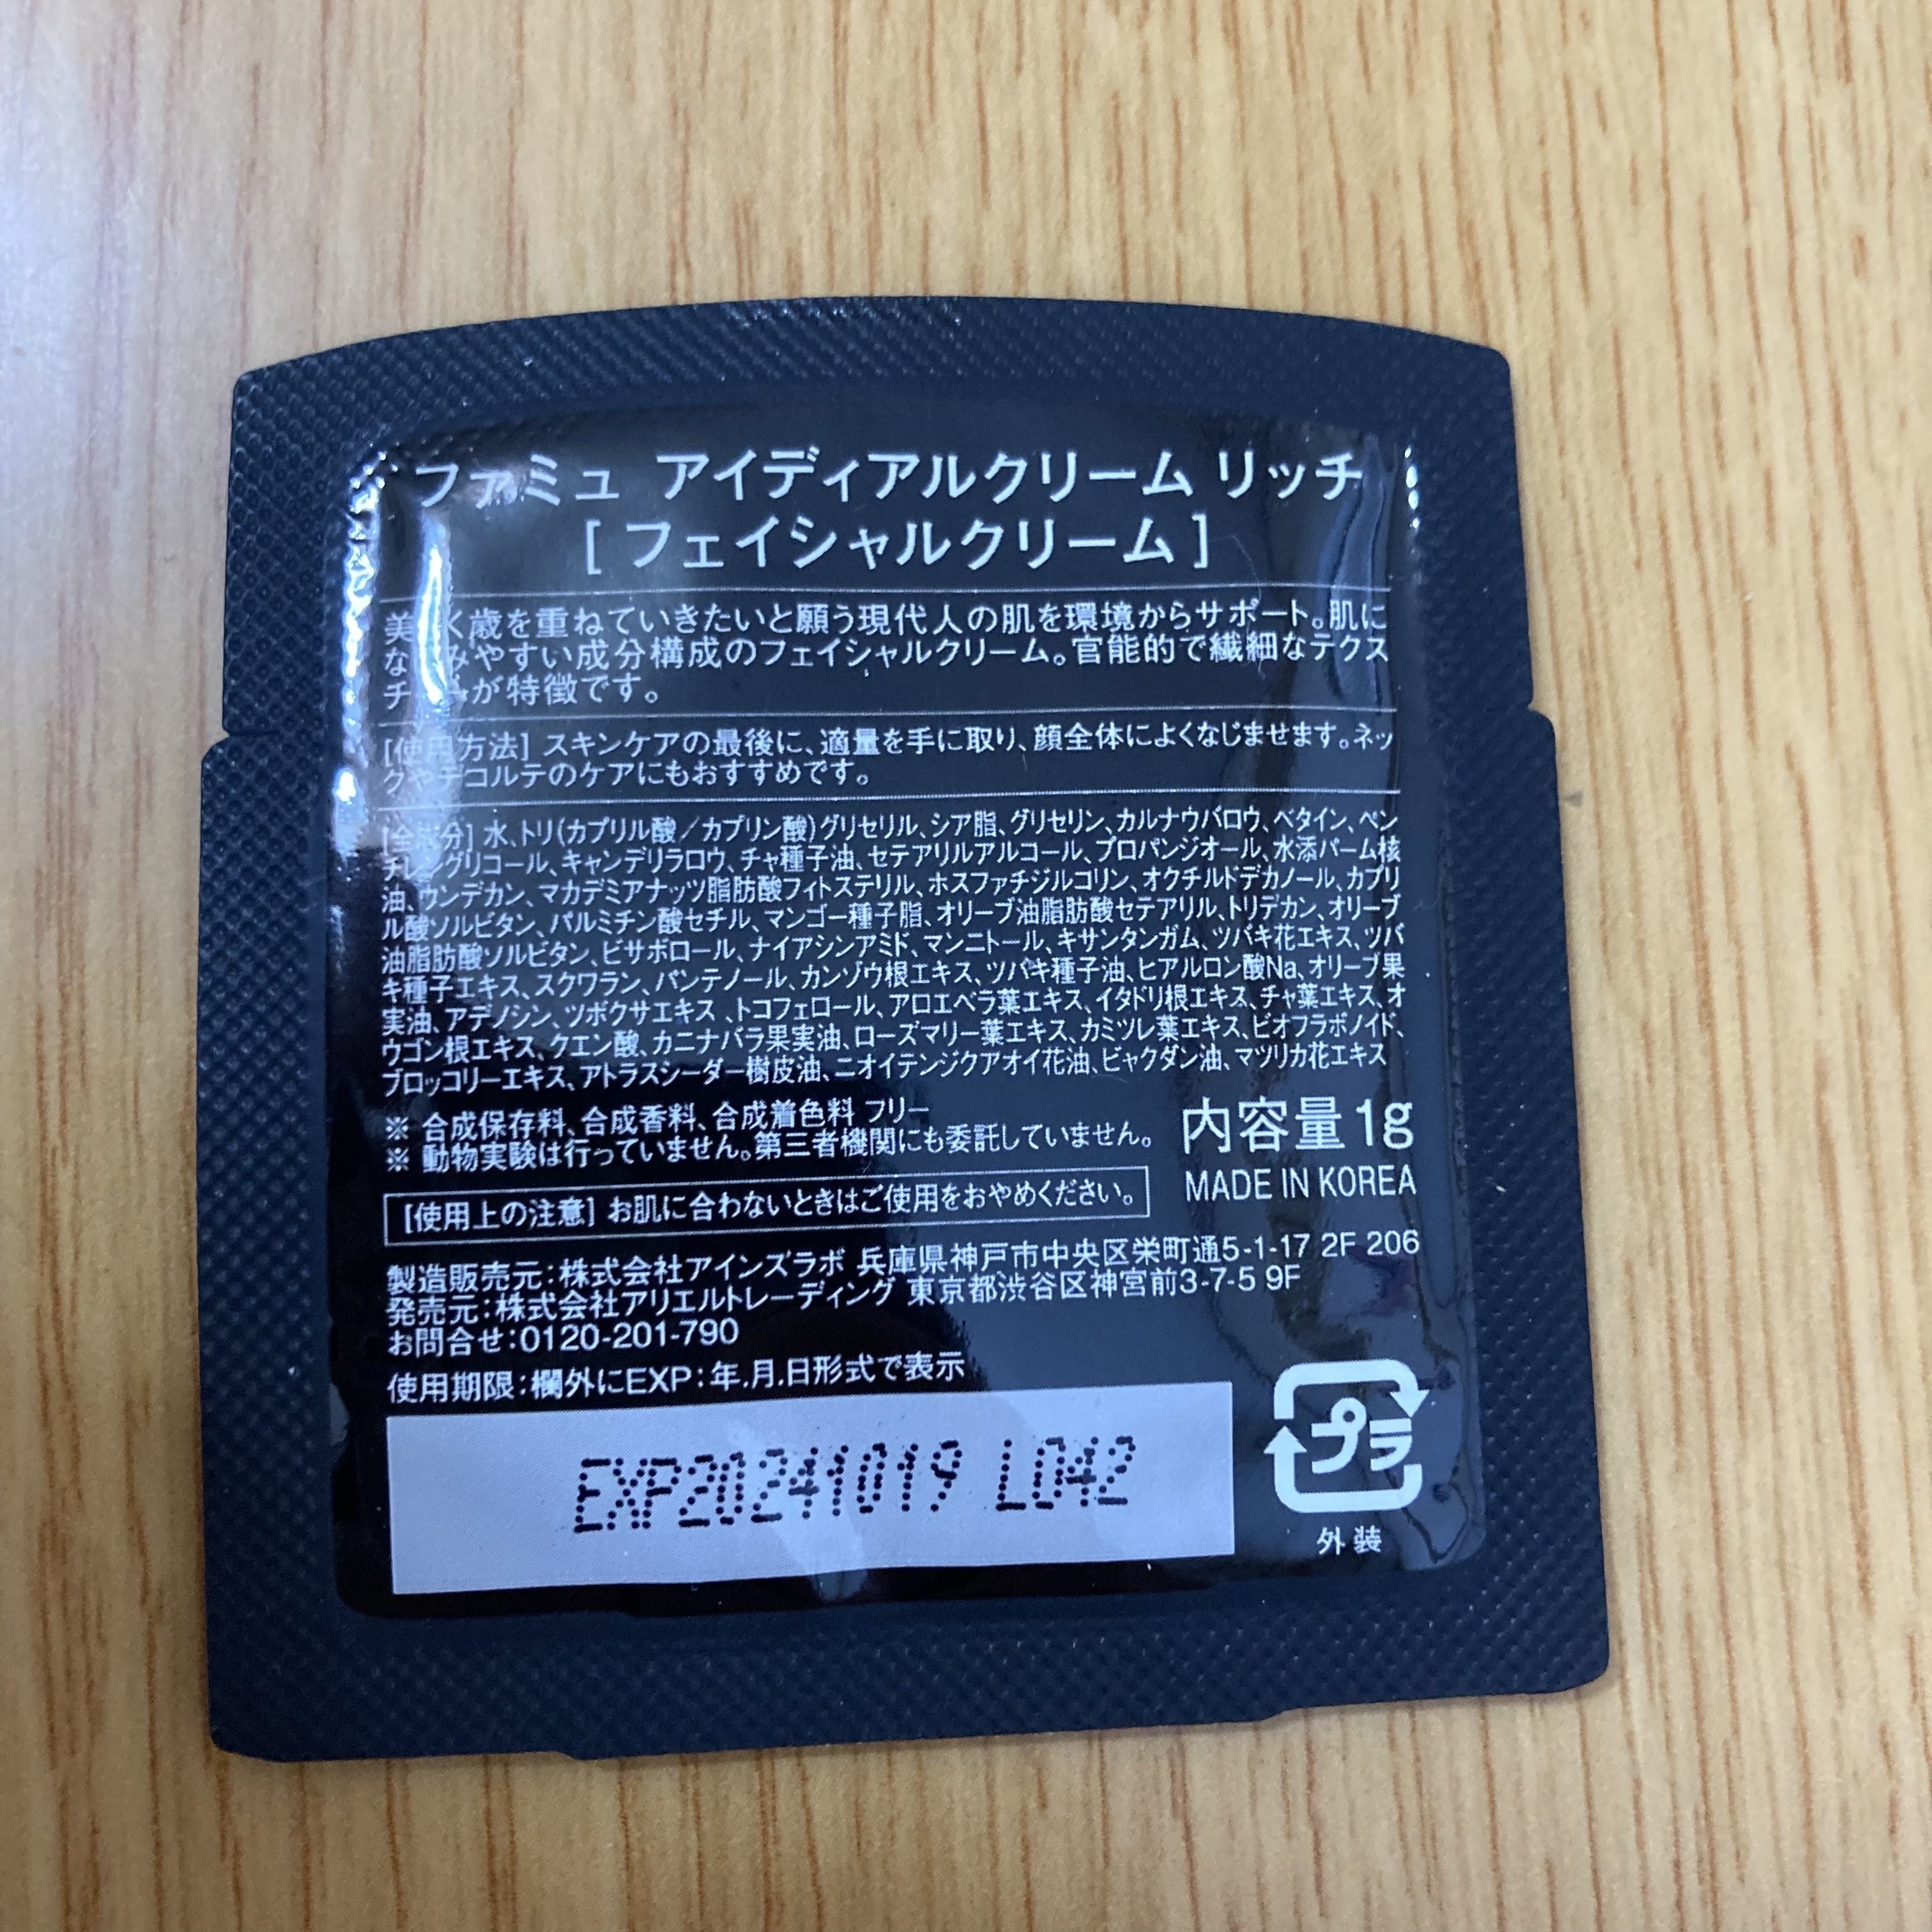 ファミュ アイディアルクリーム リッチ
[ フェイシャルクリーム ]
美しく歳を重ねていきたいと願う現代人の肌を環境からサポート。肌に
なじみやすい成分構成のフェイシャルクリーム。官能的で繊細なテクス
チャーが特徴です。
[使用方法] スキンケアの最後に、適量を手に取り、顔全体によくなじませます。ネッ
クやデコルテのケアにもおすすめです。
[全成分] 水、トリ(カプリル酸／カプリン酸)グリセリル、シア脂、グリセリン、カルナウバロウ、ベタイン、ペン
チレングリコール、キャンデリラロウ、チャ種子油、セテアリルアルコール、プロパンジオール、水添パーム核
油、ウンデカン、マカデミアナッツ脂肪酸フィトステリル、ホスファチジルコリン、オクチルドデカノール、カプリ
ル酸ソルビタン、パルミチン酸セチル、マンゴー種子脂、オリーブ油脂肪酸セテアリル、トリデカン、オリーブ
油脂肪酸ソルビタン、ビサボロール、ナイアシンアミド、マンニトール、キサンタンガム、ツバキ花エキス、ツバ
キ種子エキス、スクワラン、パンテノール、カンゾウ根エキス、ツバキ種子油、ヒアルロン酸Na、オリーブ果
実油、アデノシン、ツボクサエキス 、トコフェロール、アロエベラ葉エキス、イタドリ根エキス、チャ葉エキス、オ
ウゴン根エキス、クエン酸、カニナバラ果実油、ローズマリー葉エキス、カミツレ葉エキス、ビオフラボノイド、
ブロッコリーエキス、アトラスシーダー樹皮油、ニオイテンジクアオイ花油、ビャクダン油、マツリカ花エキス
※ 合成保存料、合成香料、合成着色料 フリー
※ 動物実験は行っていません。第三者機関にも委託していません。
内容量 1g
MADE IN KOREA
[使用上の注意] お肌に合わないときはご使用をおやめください。
製造販売元：株式会社アインズラボ 兵庫県神戸市中央区栄町通5-1-17 2F 206
発売元：株式会社アリエルトレーディング 東京都渋谷区神宮前3-7-5 9F
お問合せ：0120-201-790
使用期限：欄外にEXP：年.月.日形式で表示
EXP20241019 L042
プラ
外装